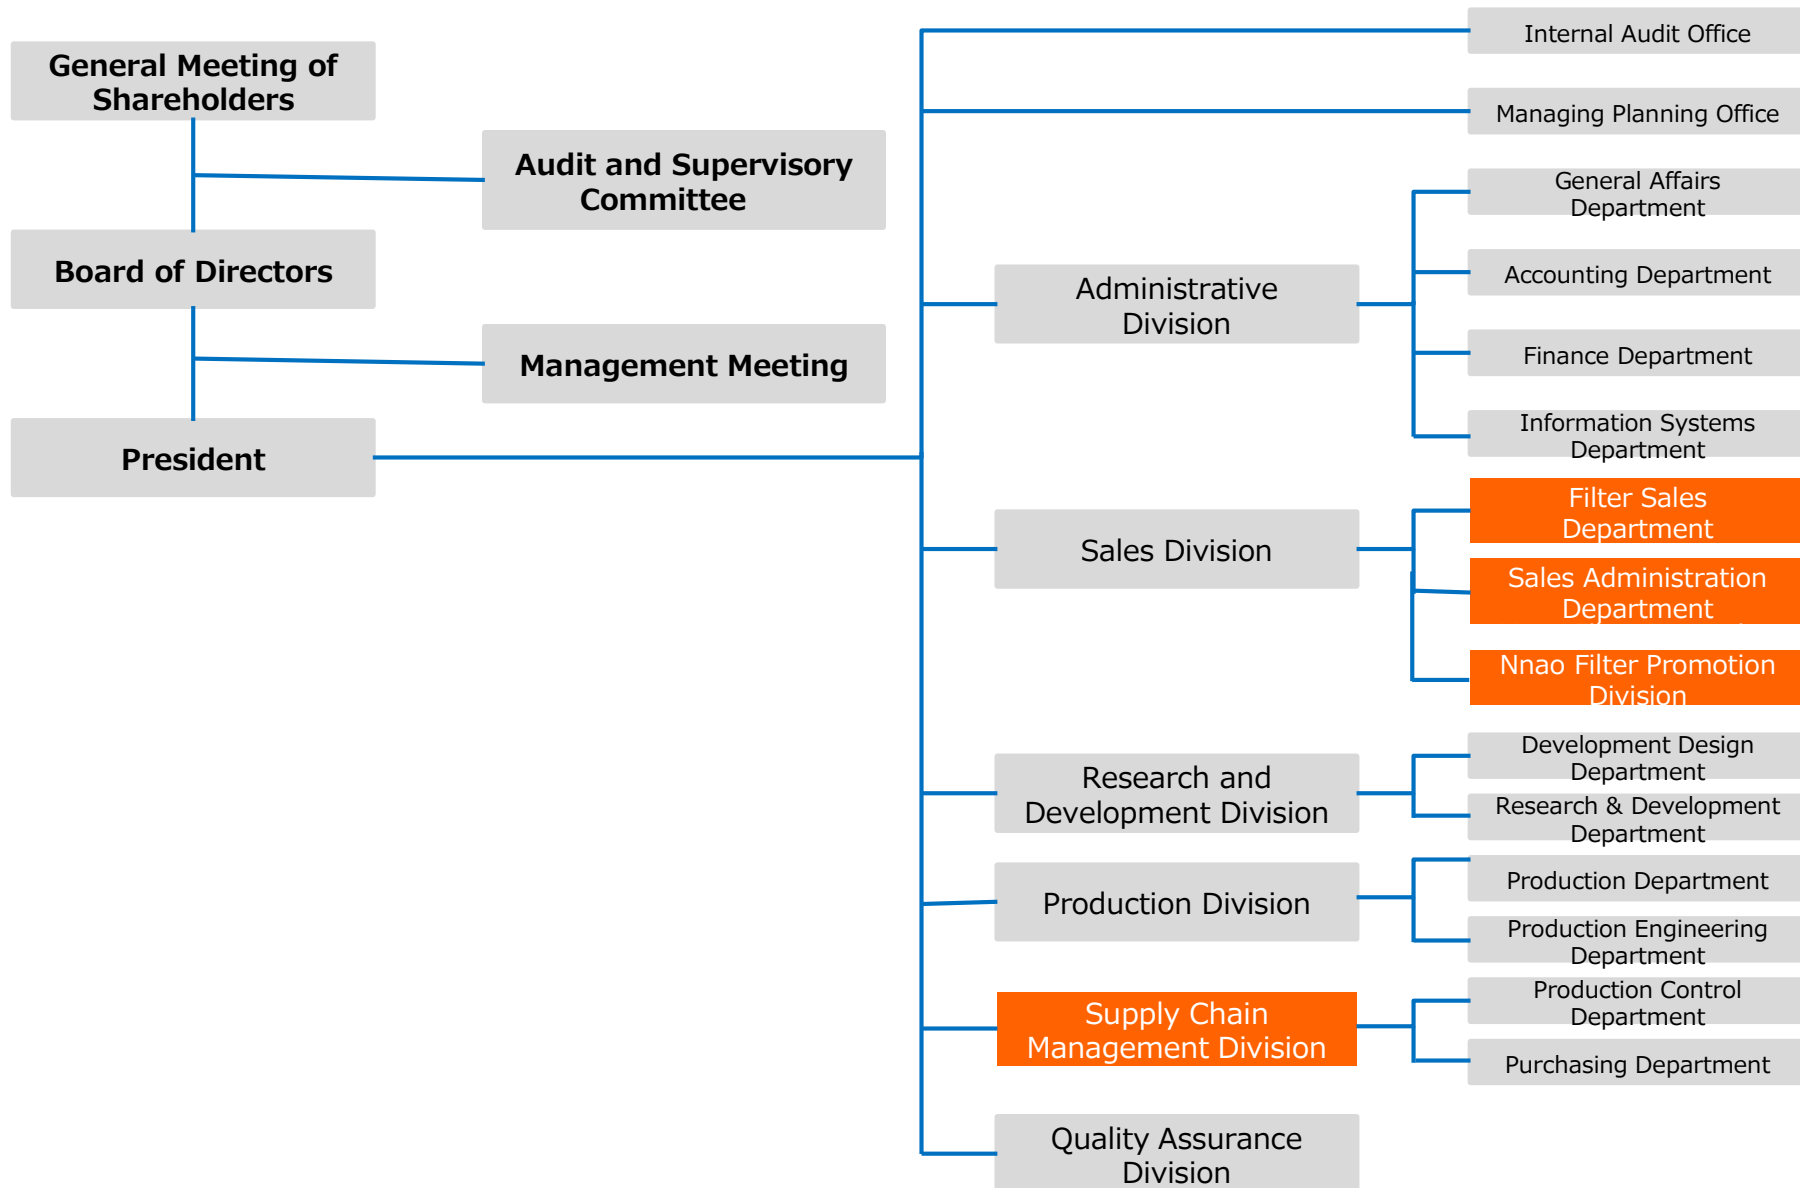 General Meeting of
Shareholders
Audit and Supervisory
Committee
Board of Directors
Management Meeting
President
Internal Audit Office
Managing Planning Office
Administrative
Division
General Affairs
Department
Accounting Department
Finance Department
Information Systems
Department
Sales Division
Filter Sales
Department
Sales Administration
Department
Nnao Filter Promotion
Division
Research and
Development Division
Development Design
Department
Research & Development
Department
Production Division
Production Department
Production Engineering
Department
Supply Chain
Management Division
Production Control
Department
Purchasing Department
Quality Assurance
Division